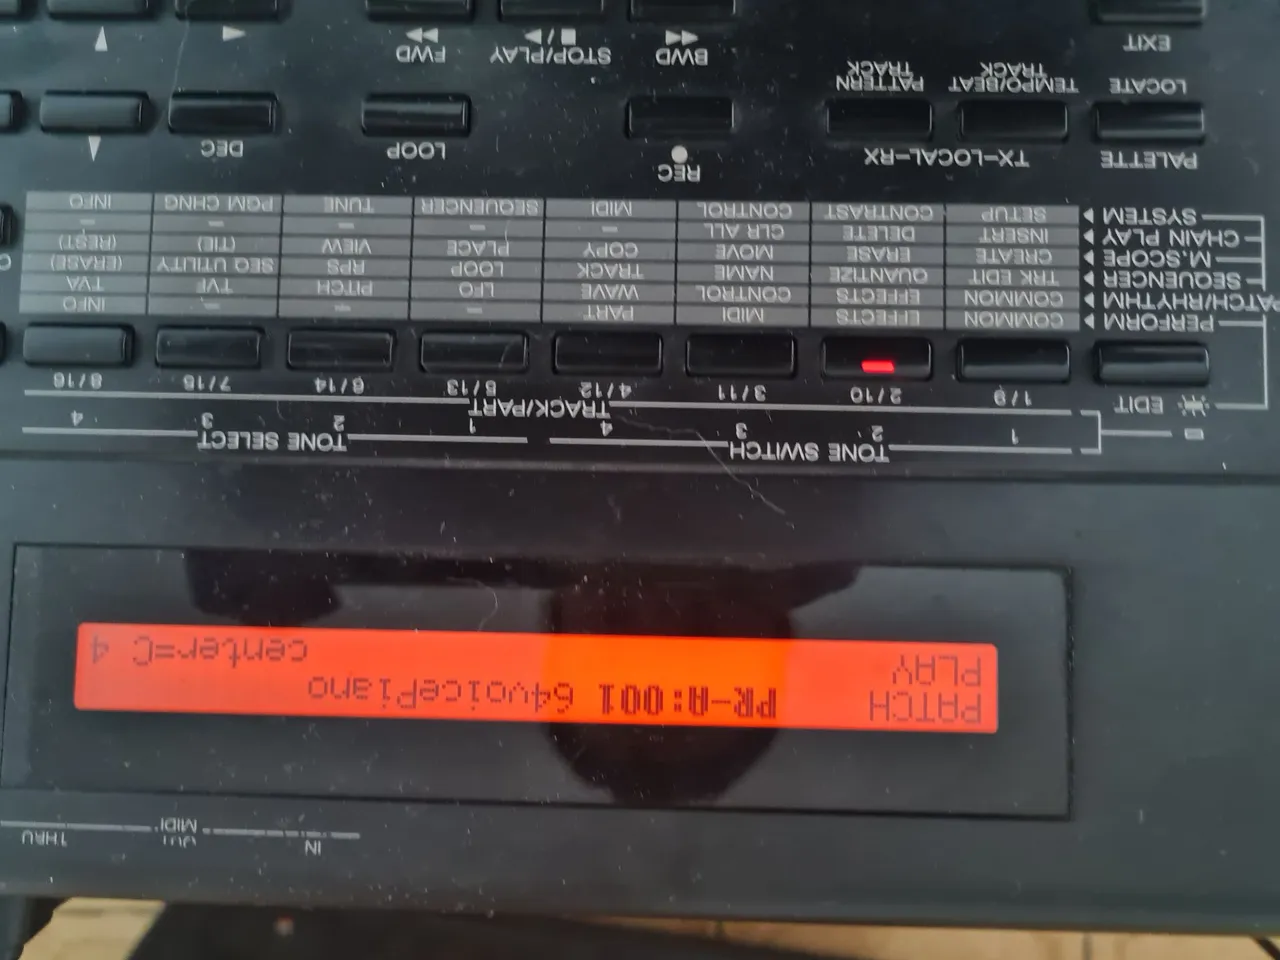 IN OUT THRU
MIDI
PATCH PR-A:001 64voicePiano
PLAY center=C 4
TONE SWITCH TONE SELECT
1 2 3 4 1 2 3 4
TRACK/PART
EDIT 1/9 2/10 3/11 4/12 5/13 6/14 7/15 8/16
PERFORM COMMON EFFECTS MIDI PART – – – INFO
PATCH/RHYTHM COMMON EFFECTS CONTROL WAVE LFO PITCH TVF TVA
SEQUENCER TRK EDIT QUANTIZE NAME TRACK LOOP RPS SEQ UTILITY (ERASE)
M.SCOPE CREATE ERASE MOVE COPY PLACE VIEW (TIE) (REST)
CHAIN PLAY INSERT DELETE CLR ALL – – – – –
SYSTEM SETUP CONTRAST CONTROL MIDI SEQUENCER TUNE PGM CHNG INFO
REC
PALETTE TX-LOCAL-RX LOOP DEC
LOCATE TEMPO/BEAT PATTERN
TRACK TRACK
EXIT BWD STOP/PLAY FWD